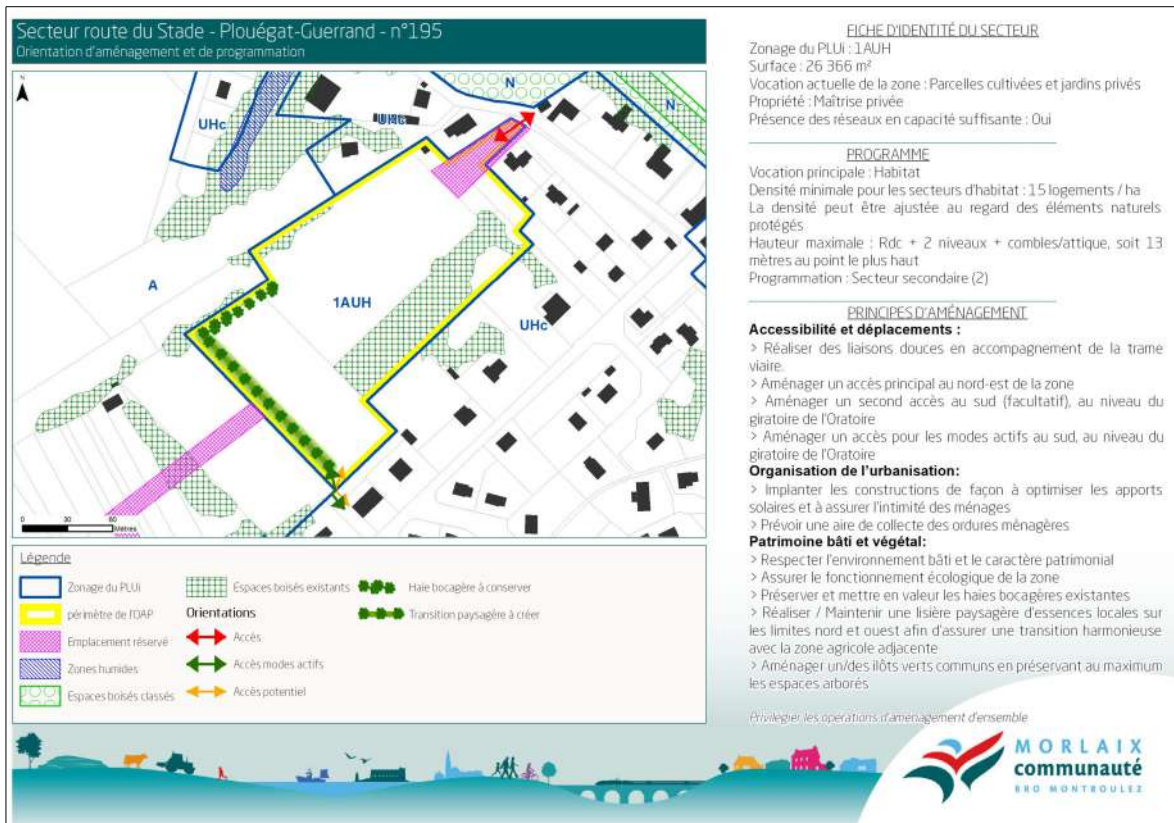 Secteur route du Stade - Plouégat-Guerrand - n°195
Orientation d'aménagement et de programmation
N
N
N
UHc
UHc
A
1AUH
UHc
0 30 60
Mètres
Légende
Zonage du PLUi
périmètre de l'OAP
Emplacement réservé
Zones humides
Espaces boisés classés
Espaces boisés existants
Orientations
Accès
Accès modes actifs
Accès potentiel
Haie bocagère à conserver
Transition paysagère à créer
FICHE D'IDENTITÉ DU SECTEUR
Zonage du PLUi : 1AUH
Surface : 26 366 m²
Vocation actuelle de la zone : Parcelles cultivées et jardins privés
Propriété : Maîtrise privée
Présence des réseaux en capacité suffisante : Oui
PROGRAMME
Vocation principale : Habitat
Densité minimale pour les secteurs d'habitat : 15 logements / ha
La densité peut être ajustée au regard des éléments naturels
protégés
Hauteur maximale : Rdc + 2 niveaux + combles/attique, soit 13
mètres au point le plus haut
Programmation : Secteur secondaire (2)
PRINCIPES D'AMÉNAGEMENT
Accessibilité et déplacements :
> Réaliser des liaisons douces en accompagnement de la trame
viaire.
> Aménager un accès principal au nord-est de la zone
> Aménager un second accès au sud (facultatif), au niveau du
giratoire de l'Oratoire
> Aménager un accès pour les modes actifs au sud, au niveau du
giratoire de l'Oratoire
Organisation de l'urbanisation:
> Implanter les constructions de façon à optimiser les apports
solaires et à assurer l'intimité des ménages
> Prévoir une aire de collecte des ordures ménagères
Patrimoine bâti et végétal:
> Respecter l'environnement bâti et le caractère patrimonial
> Assurer le fonctionnement écologique de la zone
> Préserver et mettre en valeur les haies bocagères existantes
> Réaliser / Maintenir une lisière paysagère d'essences locales sur
les limites nord et ouest afin d'assurer une transition harmonieuse
avec la zone agricole adjacente
> Aménager un/des ilôts verts communs en préservant au maximum
les espaces arborés
Privilégier les opérations d'aménagement d'ensemble
MORLAIX
communauté
BRO MONTROULEZ